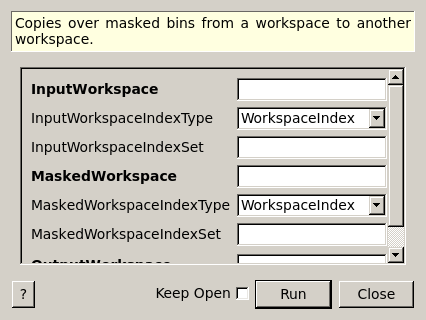 Copies over masked bins from a workspace to another
workspace.
InputWorkspace
InputWorkspaceIndexType WorkspaceIndex
InputWorkspaceIndexSet
MaskedWorkspace
MaskedWorkspaceIndexType WorkspaceIndex
MaskedWorkspaceIndexSet
OutputWorkspace
? Keep Open Run Close